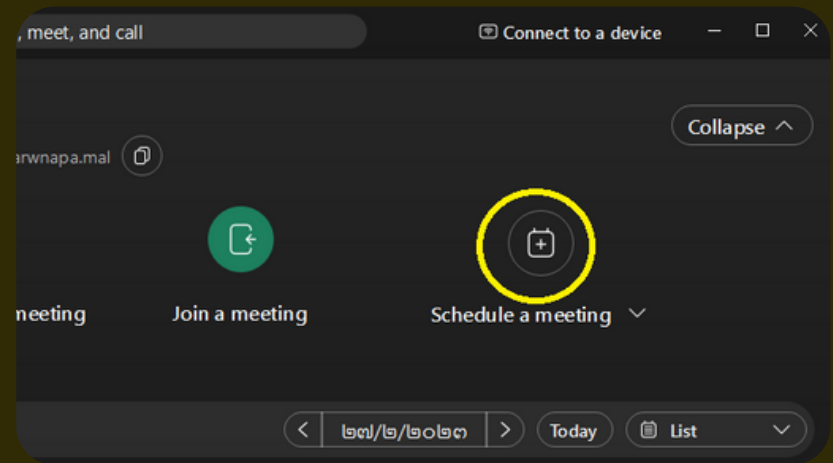 , meet, and call Connect to a device
Collapse
arwnapa.mal
meeting Join a meeting Schedule a meeting
๒๗/๒/๒๐๒๓ Today List